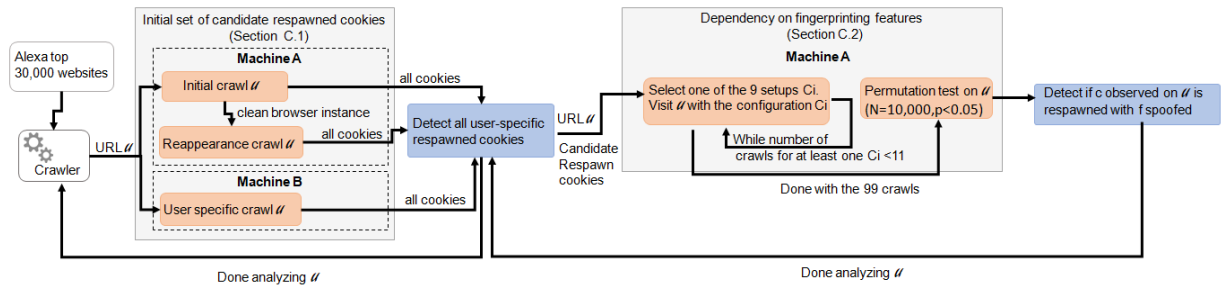 Initial set of candidate respawned cookies
(Section C.1)
Dependency on fingerprinting features
(Section C.2)
Alexa top
30,000 websites
Machine A
Initial crawl 𝓊
all cookies
clean browser instance
Reappearance crawl 𝓊
all cookies
Machine B
User specific crawl 𝓊
all cookies
URL 𝓊
Crawler
Detect all user-specific
respawned cookies
URL 𝓊
Candidate
Respawn
cookies
Machine A
Select one of the 9 setups Ci.
Visit 𝓊 with the configuration Ci
While number of
crawls for at least one Ci <11
Permutation test on 𝓊
(N=10,000,p<0.05)
Done with the 99 crawls
Detect if c observed on 𝓊 is
respawned with f spoofed
Done analyzing 𝓊
Done analyzing 𝓊